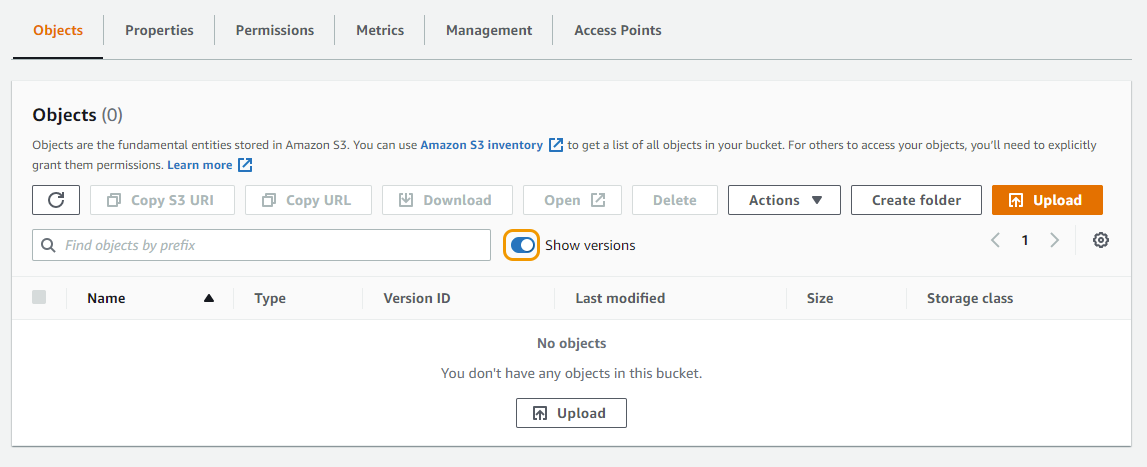 Objects Properties Permissions Metrics Management Access Points
Objects (0)
Objects are the fundamental entities stored in Amazon S3. You can use Amazon S3 inventory to get a list of all objects in your bucket. For others to access your objects, you'll need to explicitly
grant them permissions. Learn more
Copy S3 URI Copy URL Download Open Delete Actions Create folder Upload
Find objects by prefix Show versions 1
Name Type Version ID Last modified Size Storage class
No objects
You don't have any objects in this bucket.
Upload